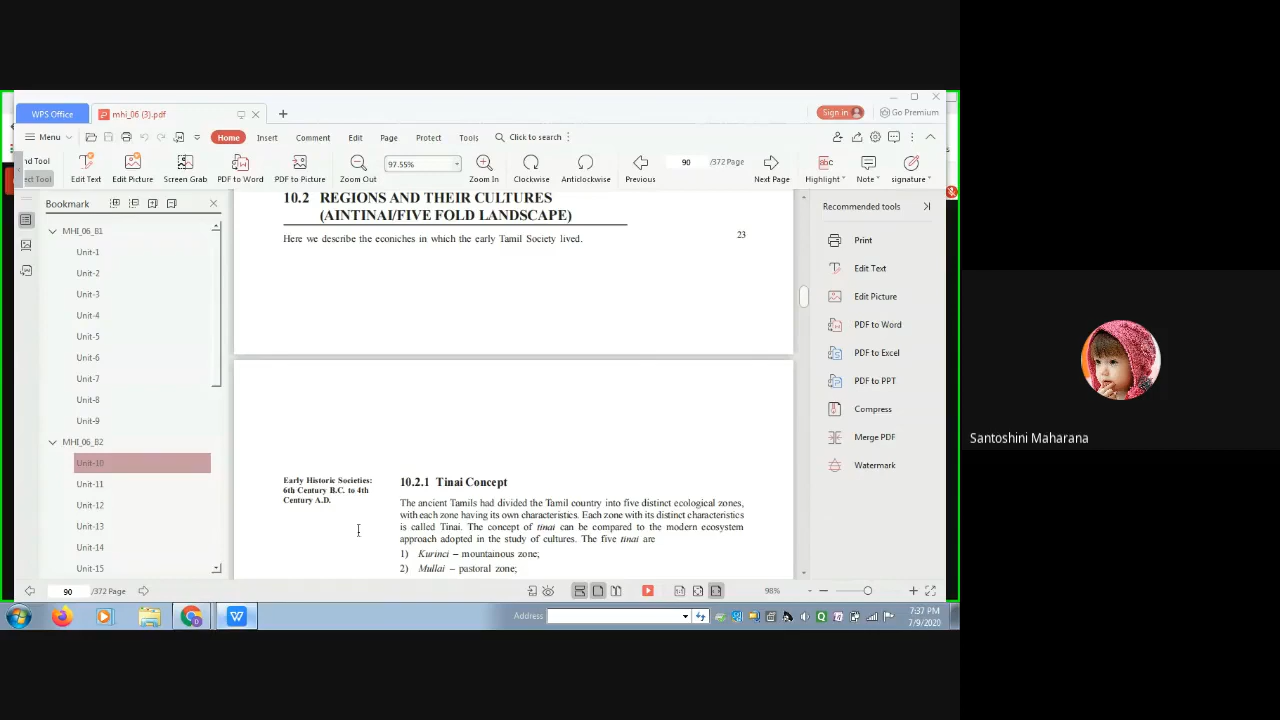 WPS Office
mhi_06 (3).pdf
Sign in
Go Premium
Menu
Home
Insert
Comment
Edit
Page
Protect
Tools
Click to search
nd Tool
ect Tool
Edit Text
Edit Picture
Screen Grab
PDF to Word
PDF to Picture
Zoom Out
97.55%
Zoom In
Clockwise
Anticlockwise
Previous
90
/372 Page
Next Page
Highlight
Note
signature
Bookmark
MHI_06_B1
Unit-1
Unit-2
Unit-3
Unit-4
Unit-5
Unit-6
Unit-7
Unit-8
Unit-9
MHI_06_B2
Unit-10
Unit-11
Unit-12
Unit-13
Unit-14
Unit-15
10.2 REGIONS AND THEIR CULTURES
(AINTINAI/FIVE FOLD LANDSCAPE)
Here we describe the econiches in which the early Tamil Society lived.
23
Early Historic Societies:
6th Century B.C. to 4th
Century A.D.
10.2.1 Tinai Concept
The ancient Tamils had divided the Tamil country into five distinct ecological zones,
with each zone having its own characteristics. Each zone with its distinct characteristics
is called Tinai. The concept of tinai can be compared to the modern ecosystem
approach adopted in the study of cultures. The five tinai are
1) Kurinci – mountainous zone;
2) Mullai – pastoral zone;
Recommended tools
Print
Edit Text
Edit Picture
PDF to Word
PDF to Excel
PDF to PPT
Compress
Merge PDF
Watermark
90
/372 Page
98%
Address
7:37 PM
7/9/2020
Santoshini Maharana